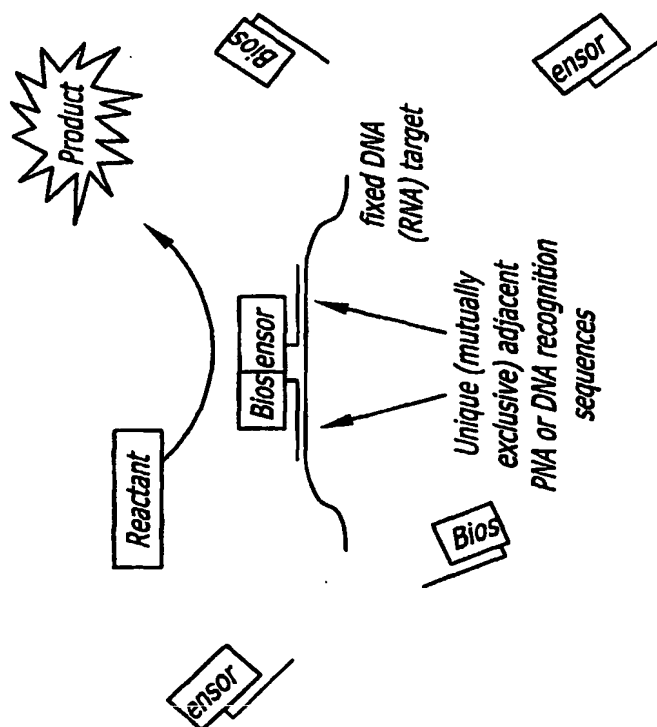 Product
Reactant
ensor
Bios
Bios ensor
fixed DNA
(RNA) target
Bios
Unique (mutually
exclusive) adjacent
PNA or DNA recognition
sequences
ensor